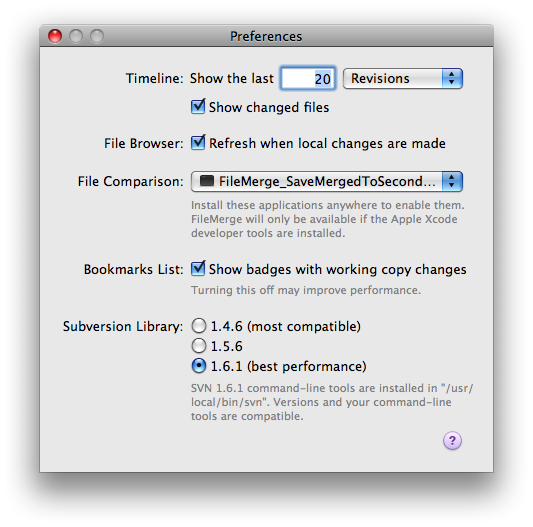 Preferences
Timeline: Show the last 20 Revisions
Show changed files
File Browser: Refresh when local changes are made
File Comparison: FileMerge_SaveMergedToSecond...
Install these applications anywhere to enable them.
FileMerge will only be available if the Apple Xcode
developer tools are installed.
Bookmarks List: Show badges with working copy changes
Turning this off may improve performance.
Subversion Library: 1.4.6 (most compatible)
1.5.6
1.6.1 (best performance)
SVN 1.6.1 command-line tools are installed in "/usr/
local/bin/svn". Versions and your command-line
tools are compatible.
?